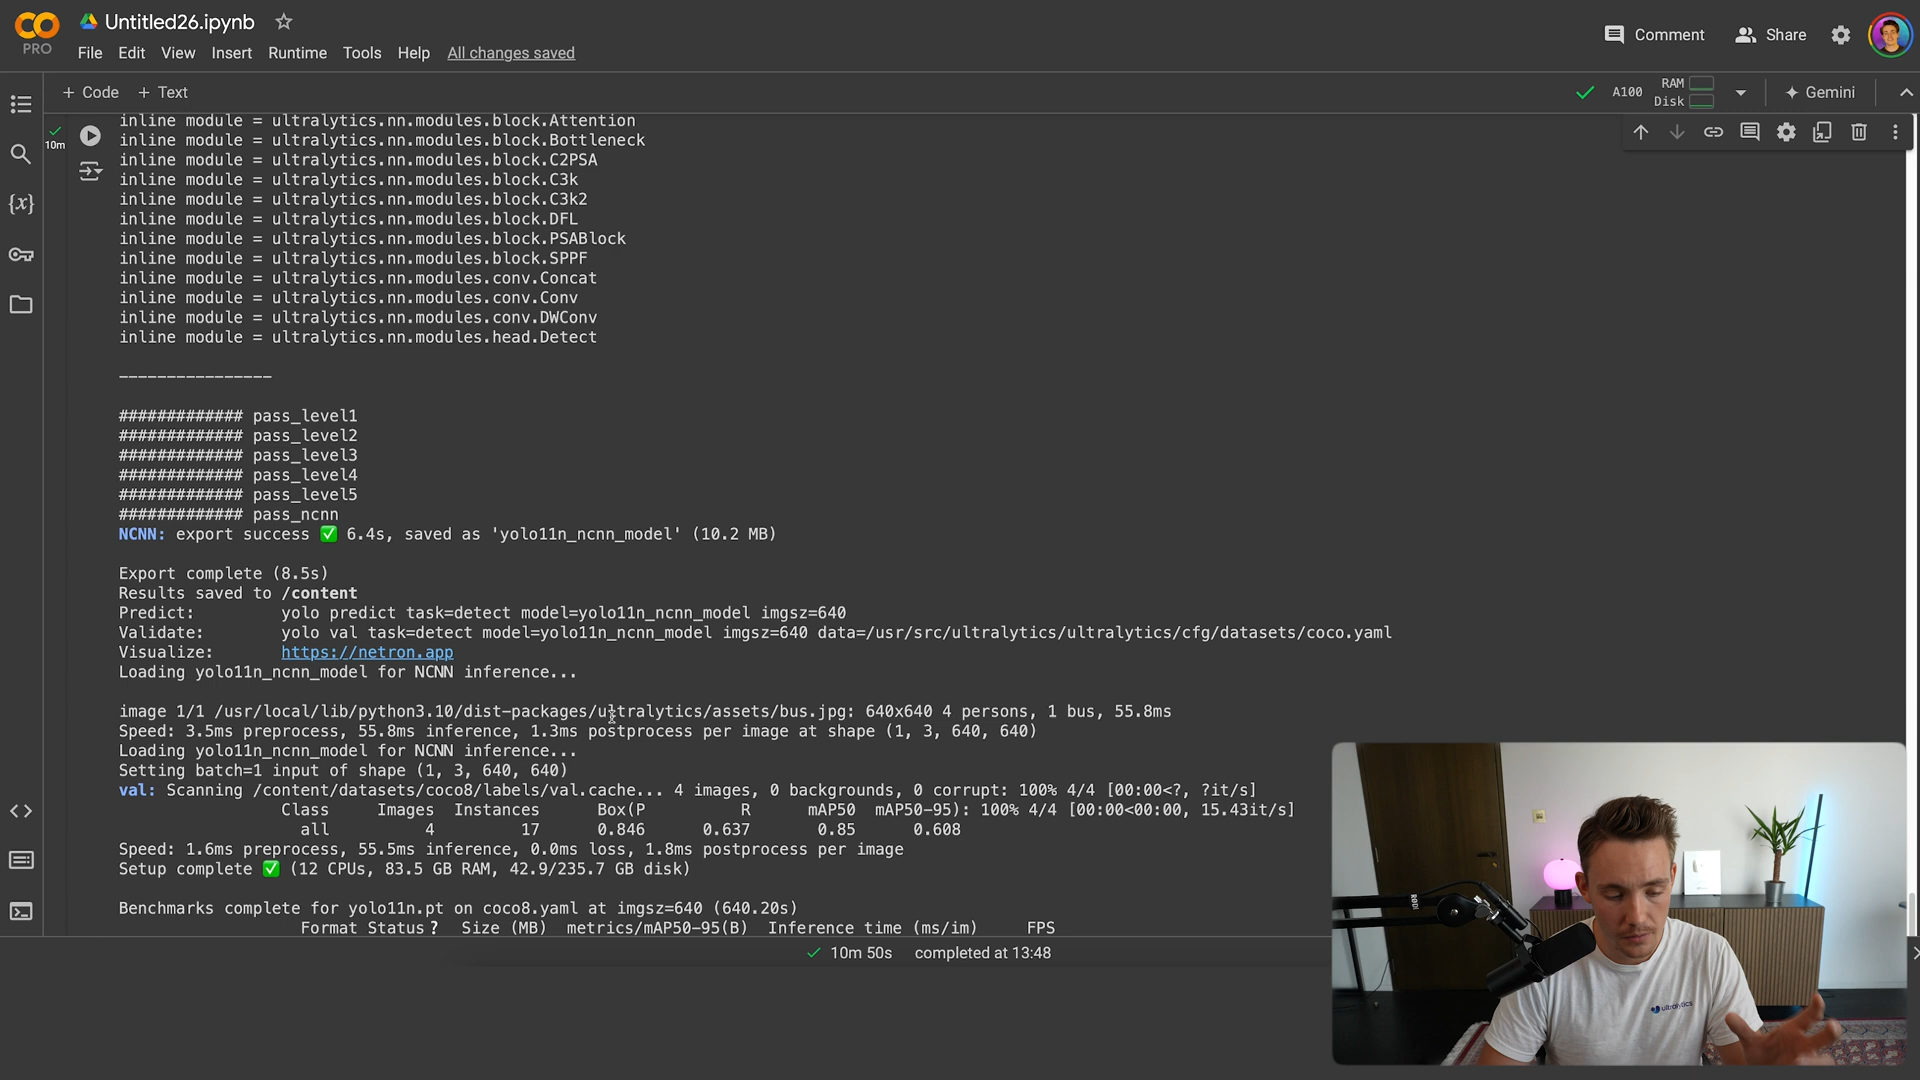 CO
PRO
Untitled26.ipynb
File Edit View Insert Runtime Tools Help All changes saved
Comment Share
+ Code + Text
A100 RAM Disk Gemini
10m
{x}
inline module = ultralytics.nn.modules.block.Attention
inline module = ultralytics.nn.modules.block.Bottleneck
inline module = ultralytics.nn.modules.block.C2PSA
inline module = ultralytics.nn.modules.block.C3k
inline module = ultralytics.nn.modules.block.C3k2
inline module = ultralytics.nn.modules.block.DFL
inline module = ultralytics.nn.modules.block.PSABlock
inline module = ultralytics.nn.modules.block.SPPF
inline module = ultralytics.nn.modules.conv.Concat
inline module = ultralytics.nn.modules.conv.Conv
inline module = ultralytics.nn.modules.conv.DWConv
inline module = ultralytics.nn.modules.head.Detect
----------------
############# pass_level1
############# pass_level2
############# pass_level3
############# pass_level4
############# pass_level5
############# pass_ncnn
NCNN: export success ✅ 6.4s, saved as 'yolo11n_ncnn_model' (10.2 MB)
Export complete (8.5s)
Results saved to /content
Predict: yolo predict task=detect model=yolo11n_ncnn_model imgsz=640
Validate: yolo val task=detect model=yolo11n_ncnn_model imgsz=640 data=/usr/src/ultralytics/ultralytics/cfg/datasets/coco.yaml
Visualize: https://netron.app
Loading yolo11n_ncnn_model for NCNN inference...
image 1/1 /usr/local/lib/python3.10/dist-packages/ultralytics/assets/bus.jpg: 640x640 4 persons, 1 bus, 55.8ms
Speed: 3.5ms preprocess, 55.8ms inference, 1.3ms postprocess per image at shape (1, 3, 640, 640)
Loading yolo11n_ncnn_model for NCNN inference...
Setting batch=1 input of shape (1, 3, 640, 640)
val: Scanning /content/datasets/coco8/labels/val.cache... 4 images, 0 backgrounds, 0 corrupt: 100% 4/4 [00:00<?, ?it/s]
Class Images Instances Box(P R mAP50 mAP50-95): 100% 4/4 [00:00<00:00, 15.43it/s]
all 4 17 0.846 0.637 0.85 0.608
Speed: 1.6ms preprocess, 55.5ms inference, 0.0ms loss, 1.8ms postprocess per image
Setup complete ✅ (12 CPUs, 83.5 GB RAM, 42.9/235.7 GB disk)
Benchmarks complete for yolo11n.pt on coco8.yaml at imgsz=640 (640.20s)
Format Status? Size (MB) metrics/mAP50-95(B) Inference time (ms/im) FPS
10m 50s completed at 13:48
RØDE
ultralytics